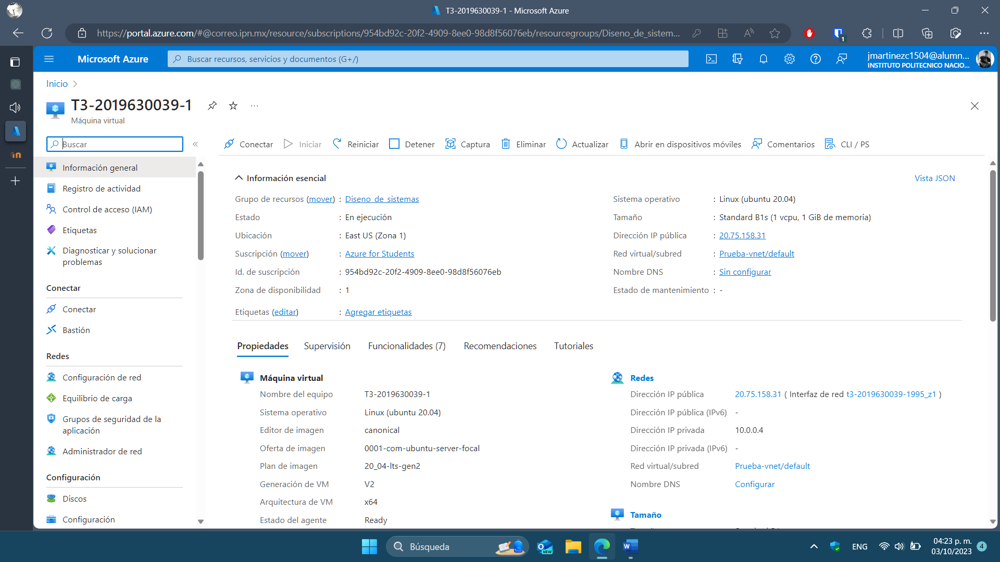 T3-2019630039-1 - Microsoft Azure
https://portal.azure.com/#@correo.ipn.mx/resource/subscriptions/954bd92c-20f2-4909-8ee0-98d8f56076eb/resourcegroups/Diseno_de_sistem...
1
Microsoft Azure
Buscar recursos, servicios y documentos (G+/)
jmartinezc1504@alumn...
INSTITUTO POLITECNICO NACIO...
Inicio
T3-2019630039-1
Máquina virtual
Buscar
Información general
Registro de actividad
Control de acceso (IAM)
Etiquetas
Diagnosticar y solucionar
problemas
Conectar
Conectar
Bastión
Redes
Configuración de red
Equilibrio de carga
Grupos de seguridad de la
aplicación
Administrador de red
Configuración
Discos
Configuración
Conectar
Iniciar
Reiniciar
Detener
Captura
Eliminar
Actualizar
Abrir en dispositivos móviles
Comentarios
CLI / PS
Información esencial
Vista JSON
Grupo de recursos (mover) : Diseno_de_sistemas
Estado : En ejecución
Ubicación : East US (Zona 1)
Suscripción (mover) : Azure for Students
Id. de suscripción : 954bd92c-20f2-4909-8ee0-98d8f56076eb
Zona de disponibilidad : 1
Etiquetas (editar) : Agregar etiquetas
Sistema operativo : Linux (ubuntu 20.04)
Tamaño : Standard B1s (1 vcpu, 1 GiB de memoria)
Dirección IP pública : 20.75.158.31
Red virtual/subred : Prueba-vnet/default
Nombre DNS : Sin configurar
Estado de mantenimiento : -
Propiedades
Supervisión
Funcionalidades (7)
Recomendaciones
Tutoriales
Máquina virtual
Nombre del equipo T3-2019630039-1
Sistema operativo Linux (ubuntu 20.04)
Editor de imagen canonical
Oferta de imagen 0001-com-ubuntu-server-focal
Plan de imagen 20_04-lts-gen2
Generación de VM V2
Arquitectura de VM x64
Estado del agente Ready
Redes
Dirección IP pública 20.75.158.31 ( Interfaz de red t3-2019630039-1995_z1 )
Dirección IP pública (IPv6) -
Dirección IP privada 10.0.0.4
Dirección IP privada (IPv6) -
Red virtual/subred Prueba-vnet/default
Nombre DNS Configurar
Tamaño
Búsqueda
NEW
ENG
04:23 p. m.
03/10/2023
4